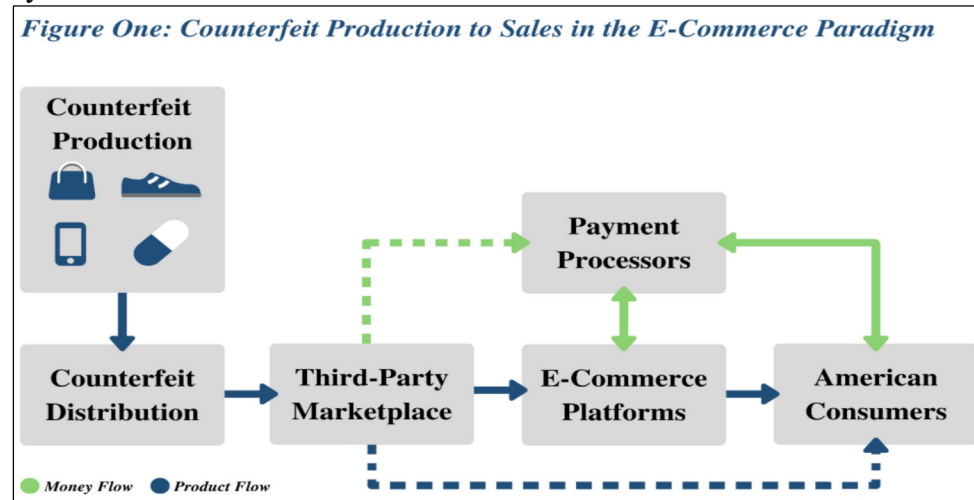 Figure One: Counterfeit Production to Sales in the E-Commerce Paradigm
Counterfeit
Production
Payment
Processors
Counterfeit
Distribution
Third-Party
Marketplace
E-Commerce
Platforms
American
Consumers
Money Flow
Product Flow